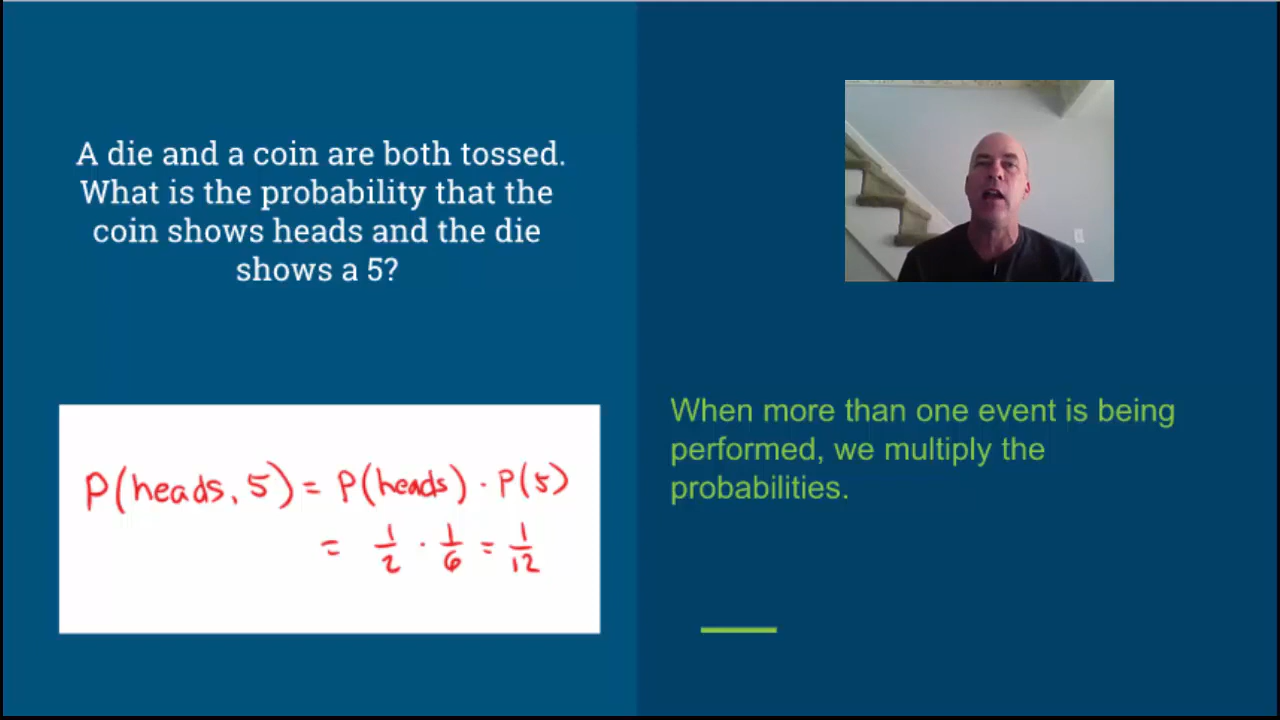 A die and a coin are both tossed.
What is the probability that the
coin shows heads and the die
shows a 5?
P(heads, 5) = P(heads) · P(5)
= 1/2 · 1/6 = 1/12
When more than one event is being
performed, we multiply the
probabilities.